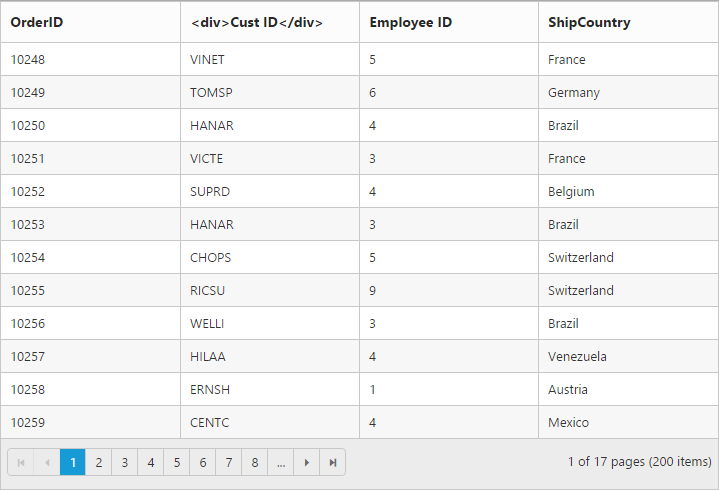 OrderID <div>Cust ID</div> Employee ID ShipCountry
10248 VINET 5 France
10249 TOMSP 6 Germany
10250 HANAR 4 Brazil
10251 VICTE 3 France
10252 SUPRD 4 Belgium
10253 HANAR 3 Brazil
10254 CHOPS 5 Switzerland
10255 RICSU 9 Switzerland
10256 WELLI 3 Brazil
10257 HILAA 4 Venezuela
10258 ERNSH 1 Austria
10259 CENTC 4 Mexico
1 2 3 4 5 6 7 8 ... 1 of 17 pages (200 items)